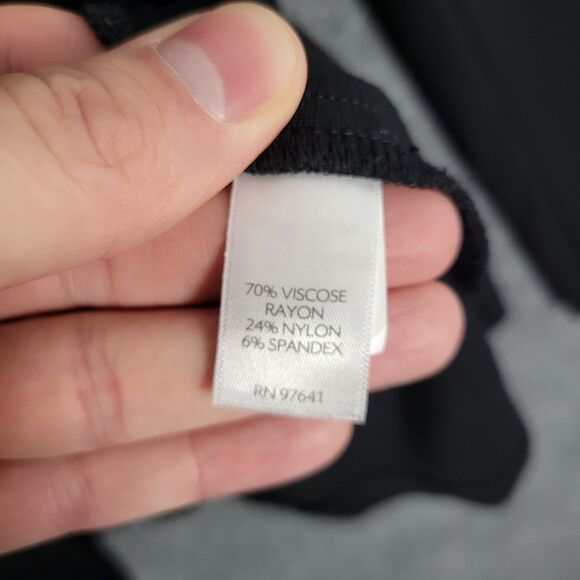 70% VISCOSE
RAYON
24% NYLON
6% SPANDEX
RN 97641